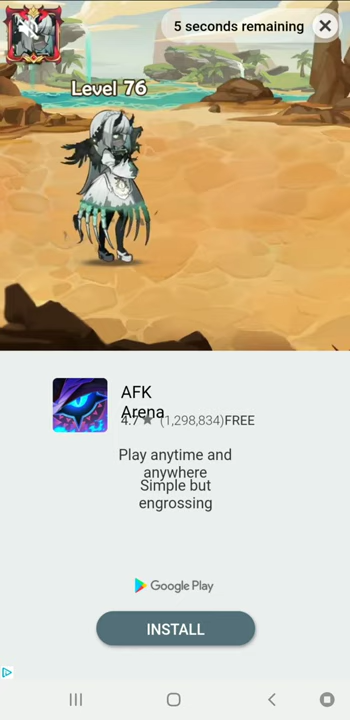 5 seconds remaining
Level 76
AFK
Arena
4.7★ (1,298,834)FREE
Play anytime and
anywhere
Simple but
engrossing
Google Play
INSTALL